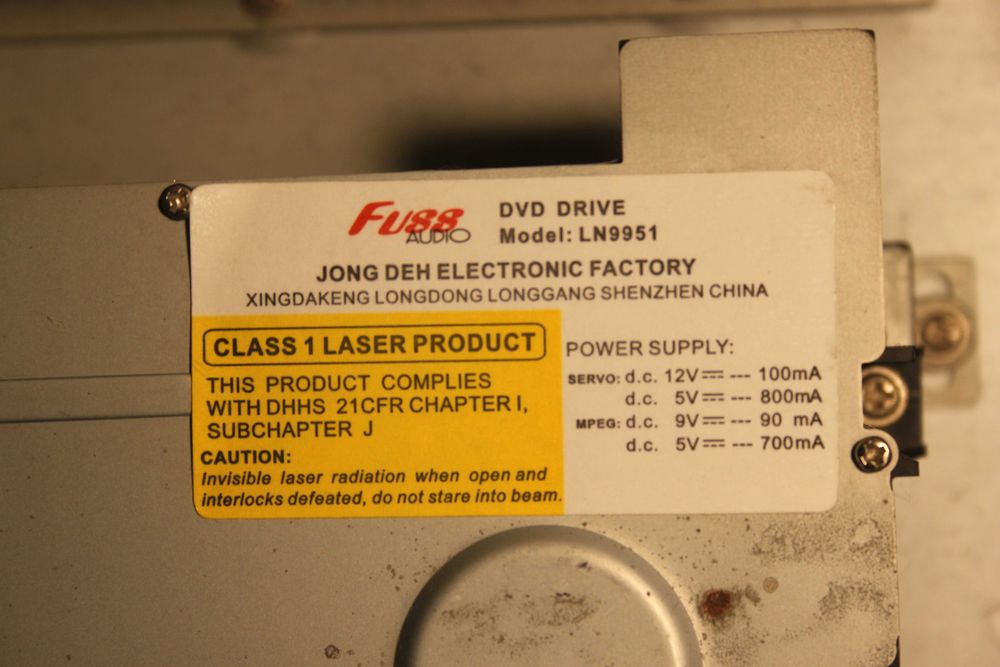 FUSS AUDIO
DVD DRIVE
Model: LN9951
JONG DEH ELECTRONIC FACTORY
XINGDAKENG LONGDONG LONGGANG SHENZHEN CHINA
CLASS 1 LASER PRODUCT
THIS PRODUCT COMPLIES
WITH DHHS 21CFR CHAPTER I,
SUBCHAPTER J
CAUTION:
Invisible laser radiation when open and
interlocks defeated, do not stare into beam.
POWER SUPPLY:
SERVO: d.c. 12V⎓ --- 100mA
d.c. 5V⎓ --- 800mA
MPEG: d.c. 9V⎓ --- 90 mA
d.c. 5V⎓ --- 700mA